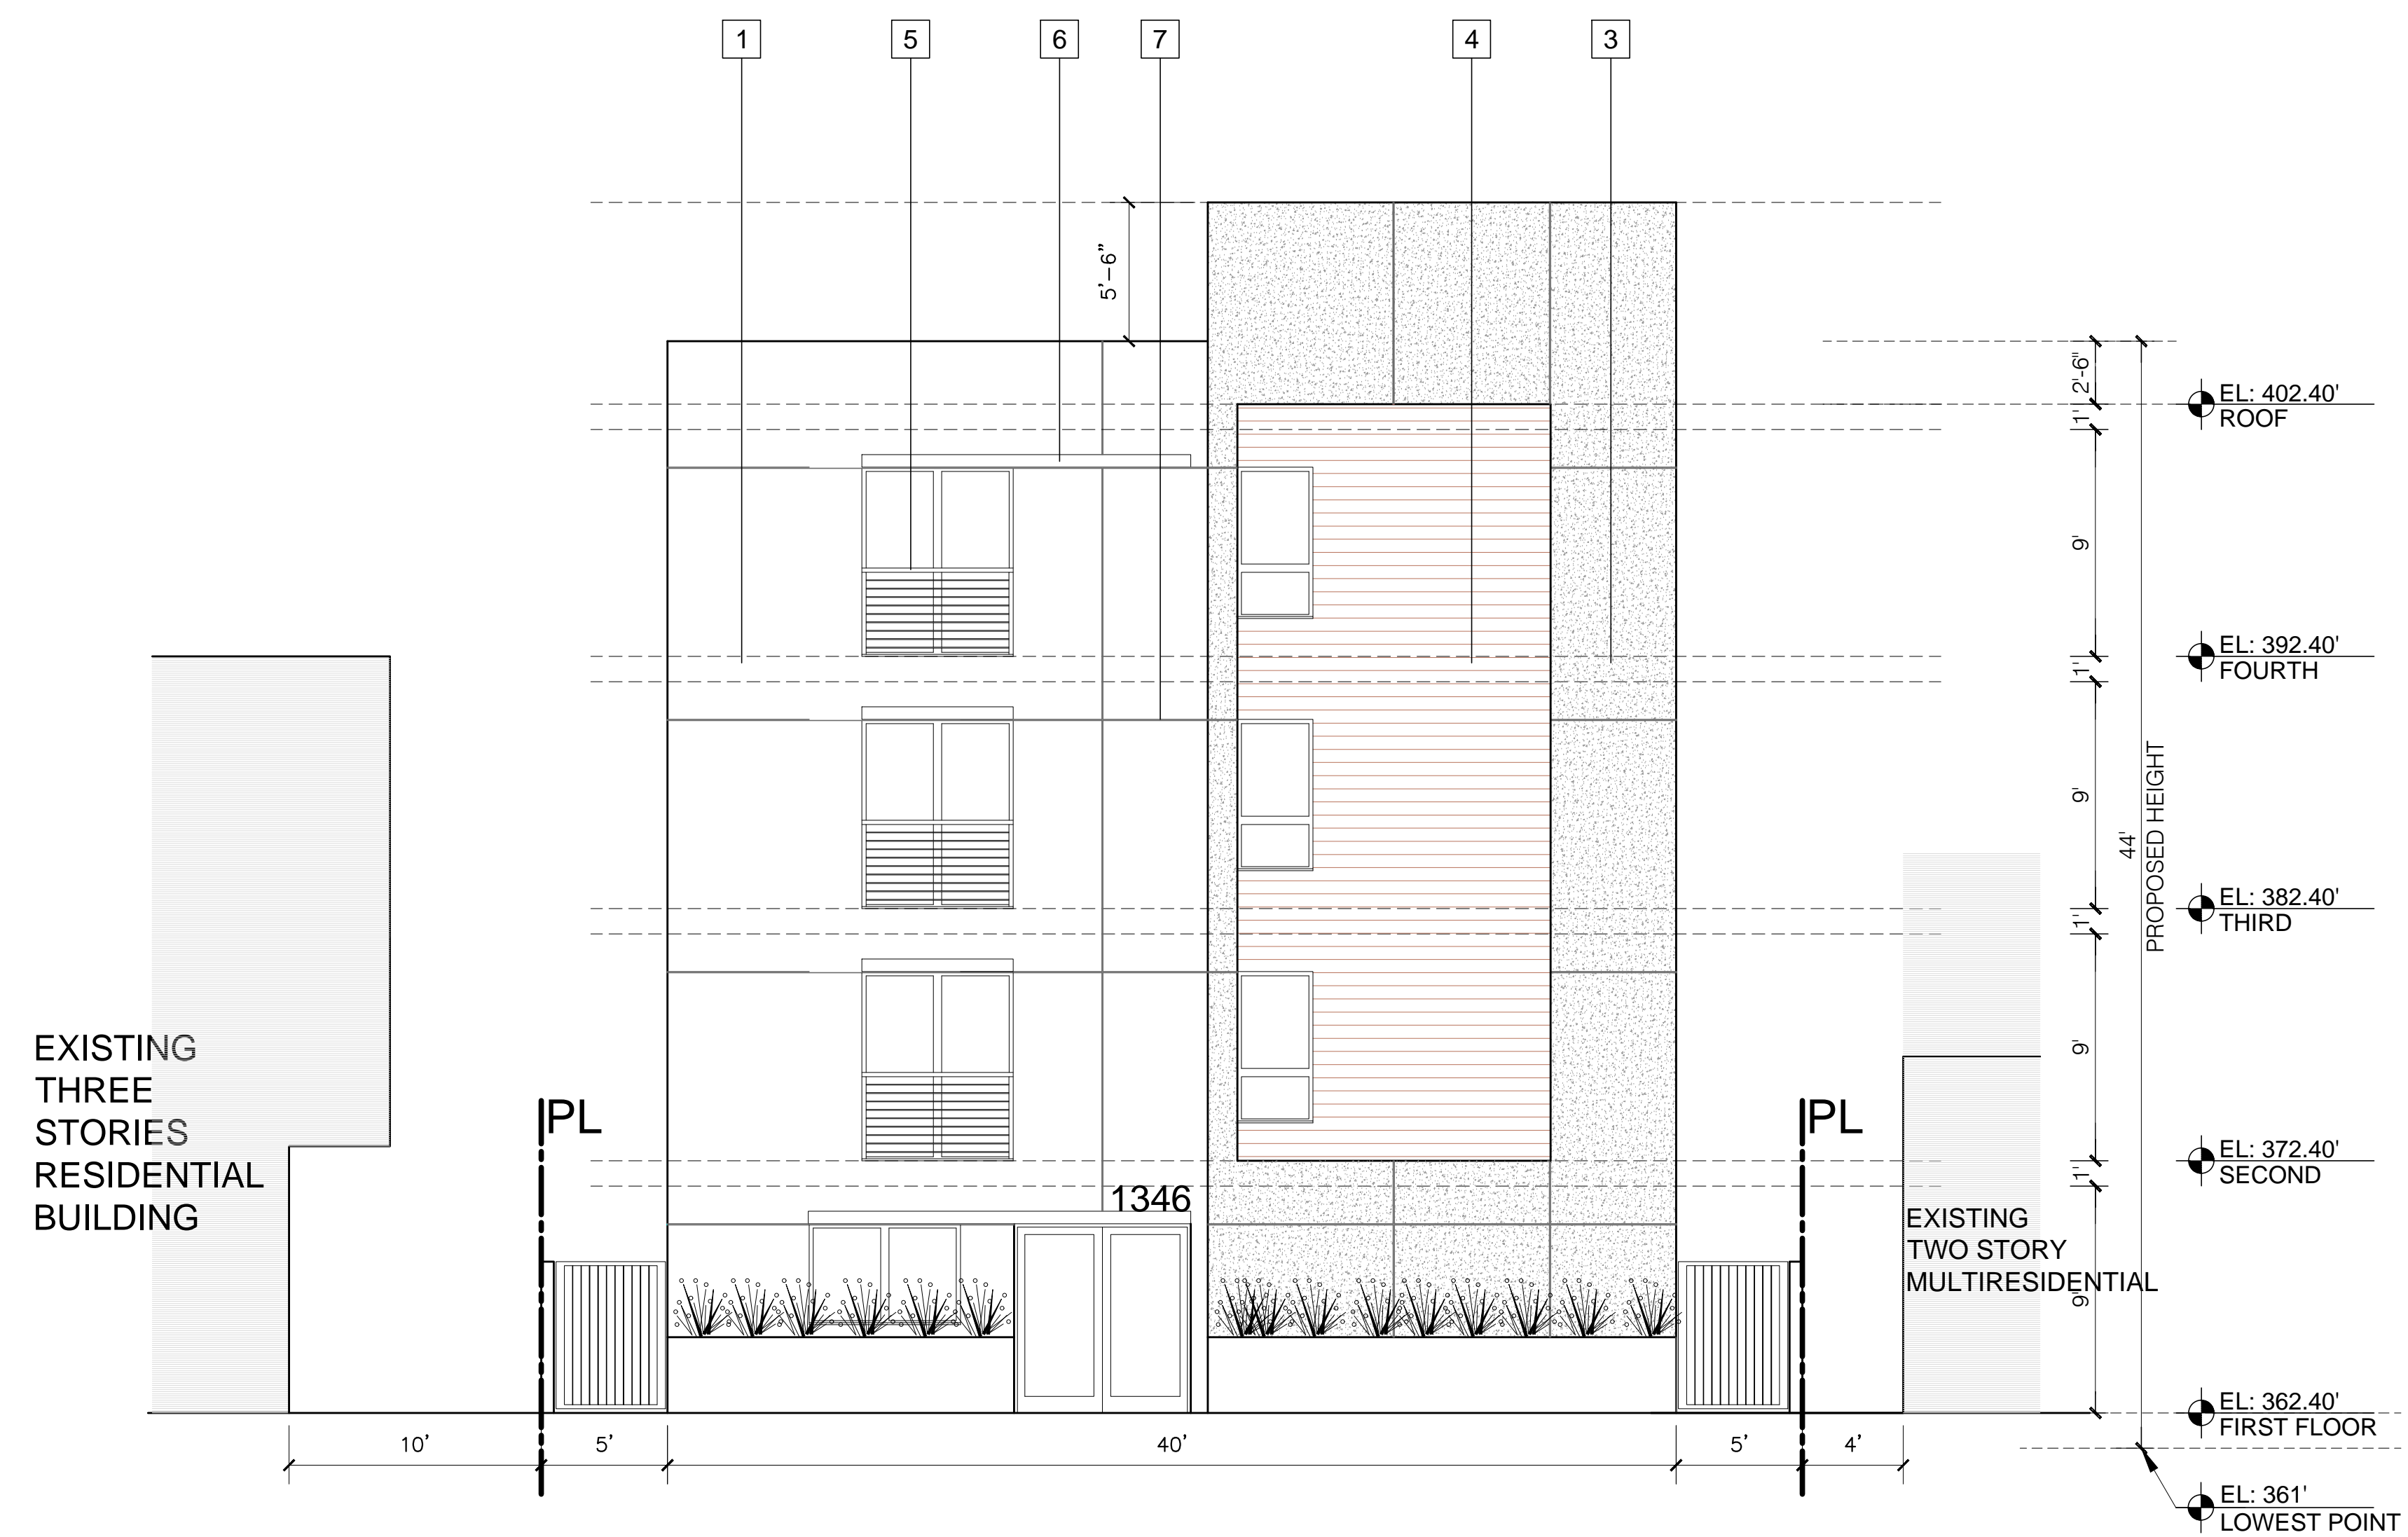 1
5
6
7
4
3
5’–6”
2'-6"
EL: 402.40'
ROOF
1'
9'
EL: 392.40'
FOURTH
1'
9'
44'
PROPOSED HEIGHT
EL: 382.40'
THIRD
1'
9'
EXISTING
THREE
STORIES
RESIDENTIAL
BUILDING
PL
PL
EL: 372.40'
SECOND
1'
1346
EXISTING
TWO STORY
MULTIRESIDENTIAL
9'
EL: 362.40'
FIRST FLOOR
10’
5’
40’
5’
4’
EL: 361'
LOWEST POINT